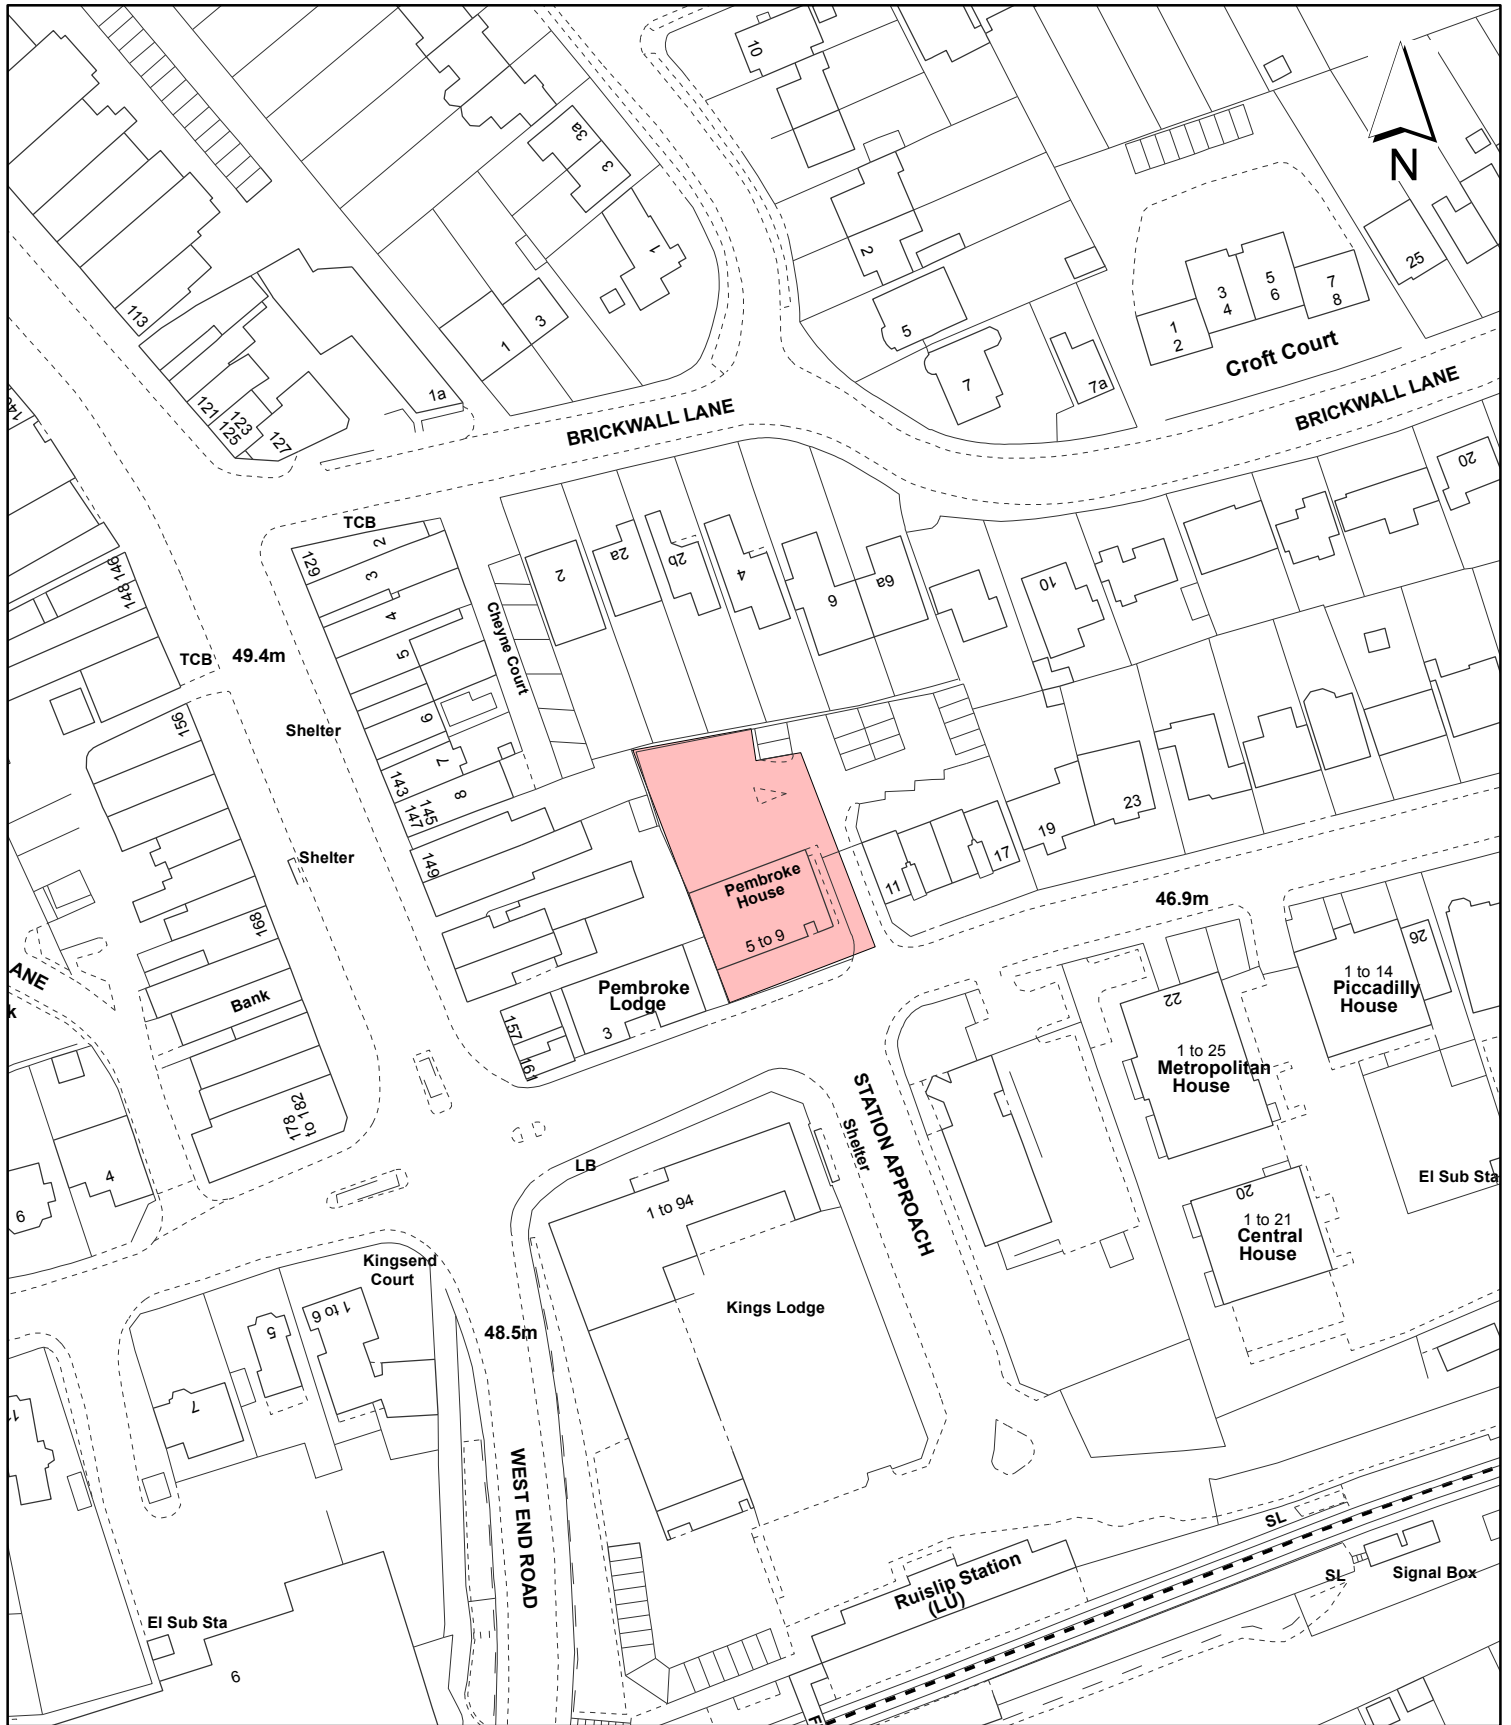 10
N
3a
3
1
2
25
3
1
5
7
7a
5
6
3
4
7
8
1
2
Croft Court
113
1a
121
123
125
127
BRICKWALL LANE
BRICKWALL LANE
20
TCB
129
2
3
4
5
6
7
8
146
148
TCB
49.4m
Cheyne Court
2
2a
2b
4
6
6a
10
156
Shelter
143
145
147
149
Shelter
Pembroke
House
5 to 9
11
17
19
23
46.9m
168
Bank
ANE
k
Pembroke
Lodge
3
157
161
22
1 to 14
Piccadilly
House
26
1 to 25
Metropolitan
House
178
to 182
STATION APPROACH
Shelter
LB
1 to 94
4
6
El Sub Sta
20
1 to 21
Central
House
Kingsend
Court
1 to 6
5
7
48.5m
Kings Lodge
WEST END ROAD
SL
SL
Signal Box
Ruislip Station
(LU)
El Sub Sta
6